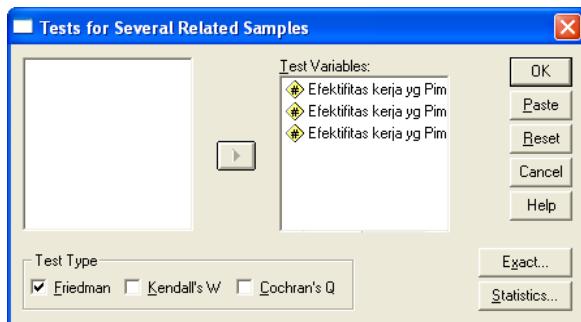 Tests for Several Related Samples
Test Variables:
Efektifitas kerja yg Pim
Efektifitas kerja yg Pim
Efektifitas kerja yg Pim
OK
Paste
Reset
Cancel
Help
Test Type
Friedman Kendall's W Cochran's Q
Exact...
Statistics...